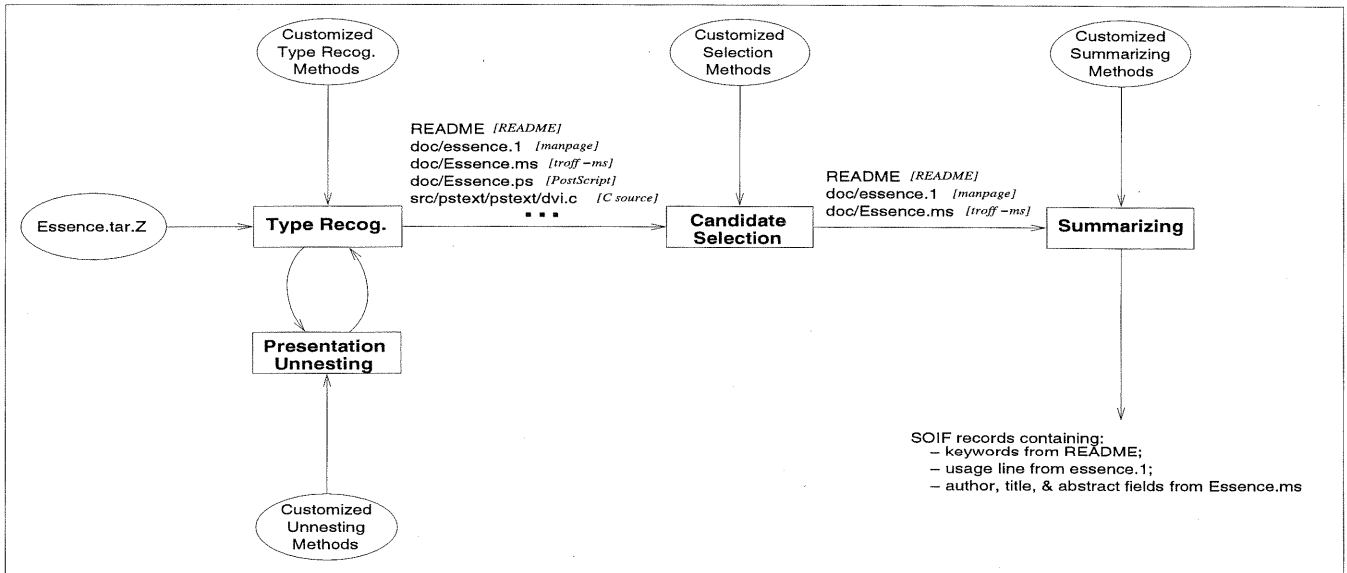 Customized
Type Recog.
Methods
Customized
Selection
Methods
Customized
Summarizing
Methods
README [README]
doc/essence.1 [manpage]
doc/Essence.ms [troff –ms]
doc/Essence.ps [PostScript]
src/pstext/pstext/dvi.c [C source]
...
README [README]
doc/essence.1 [manpage]
doc/Essence.ms [troff –ms]
Essence.tar.Z
Type Recog.
Candidate
Selection
Summarizing
Presentation
Unnesting
SOIF records containing:
– keywords from README;
– usage line from essence.1;
– author, title, & abstract fields from Essence.ms
Customized
Unnesting
Methods